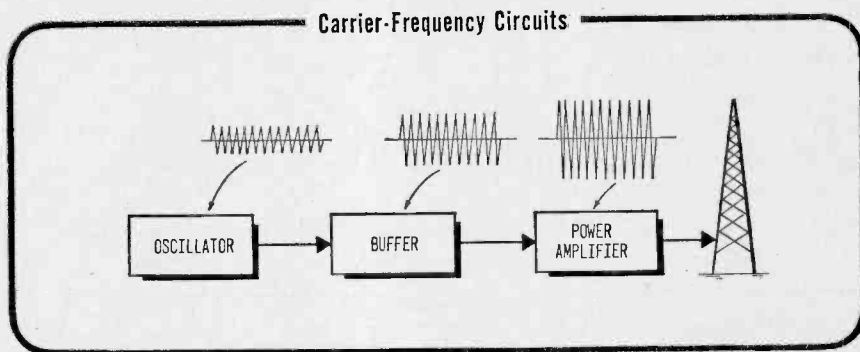 Carrier-Frequency Circuits
OSCILLATOR
BUFFER
POWER
AMPLIFIER